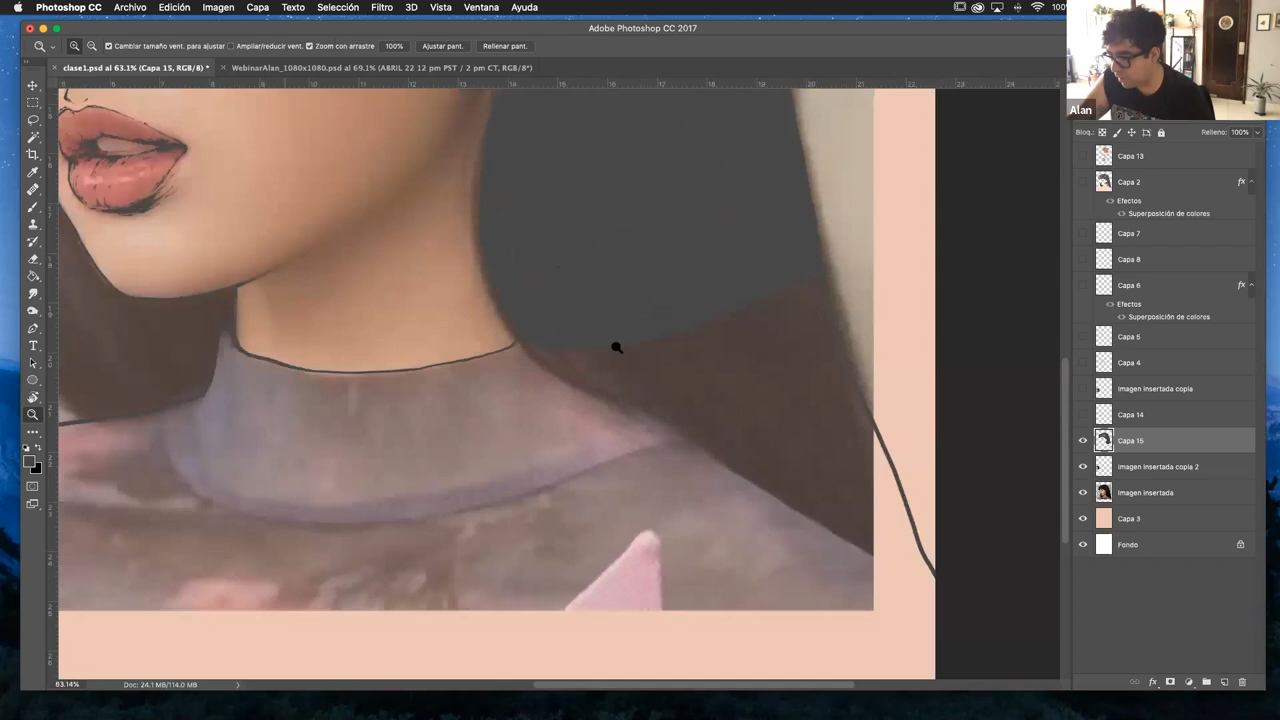 Photoshop CC Archivo Edición Imagen Capa Texto Selección Filtro 3D Vista Ventana Ayuda
Adobe Photoshop CC 2017
Cambiar tamaño vent. para ajustar Ampliar/reducir vent. Zoom con arrastre 100% Ajustar pant. Rellenar pant.
clase1.psd al 63.1% (Capa 15, RGB/8) *
WebinarAlan_1080x1080.psd al 69.1% (ABRIL 22 12 pm PST / 2 pm CT, RGB/8*)
Alan
Bloq.: Relleno: 100%
Capa 13
Capa 2 fx
Efectos
Superposición de colores
Capa 7
Capa 8
Capa 6 fx
Efectos
Superposición de colores
Capa 5
Capa 4
Imagen insertada copia
Capa 14
Capa 15
Imagen insertada copia 2
Imagen insertada
Capa 3
Fondo
63.14% Doc: 24.1 MB/114.0 MB